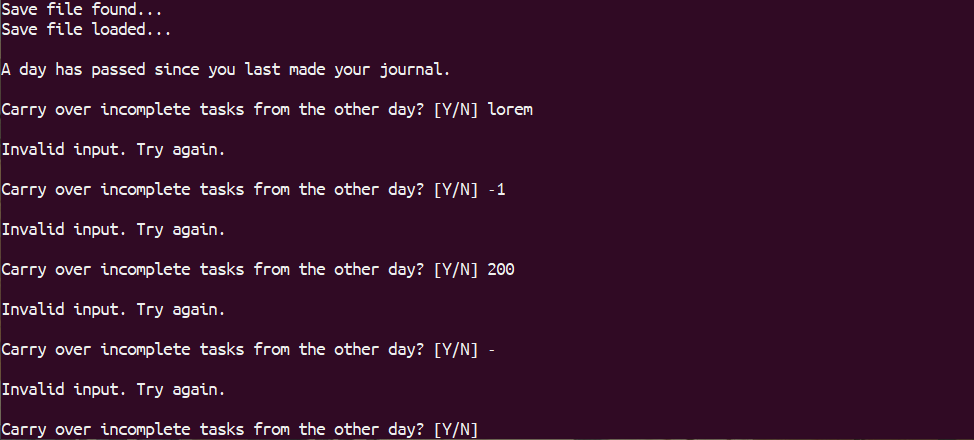 Save file found...
Save file loaded...
A day has passed since you last made your journal.
Carry over incomplete tasks from the other day? [Y/N] lorem
Invalid input. Try again.
Carry over incomplete tasks from the other day? [Y/N] -1
Invalid input. Try again.
Carry over incomplete tasks from the other day? [Y/N] 200
Invalid input. Try again.
Carry over incomplete tasks from the other day? [Y/N] -
Invalid input. Try again.
Carry over incomplete tasks from the other day? [Y/N]